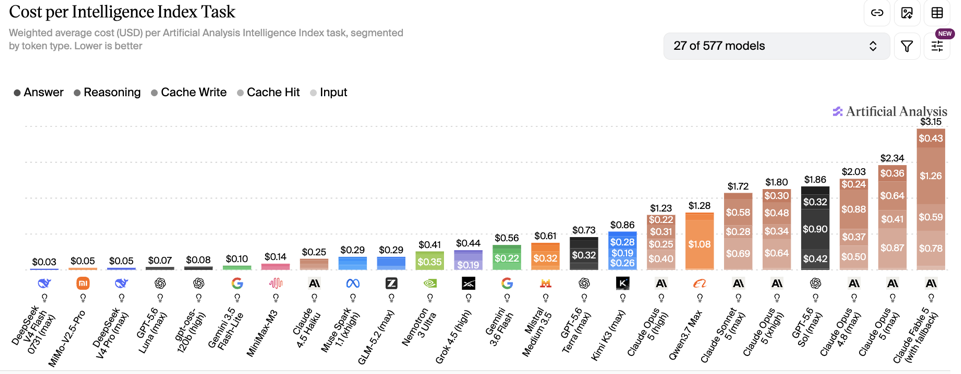 Cost per Intelligence Index Task
Weighted average cost (USD) per Artificial Analysis Intelligence Index task, segmented
by token type. Lower is better
27 of 577 models
NEW
Answer
Reasoning
Cache Write
Cache Hit
Input
Artificial Analysis
$0.03
$0.05
$0.05
$0.07
$0.08
$0.10
$0.14
$0.25
$0.29
$0.29
$0.41
$0.35
$0.44
$0.19
$0.56
$0.22
$0.61
$0.32
$0.73
$0.32
$0.86
$0.28
$0.19
$0.26
$1.23
$0.22
$0.31
$0.25
$0.40
$1.28
$1.08
$1.72
$0.58
$0.28
$0.69
$1.80
$0.30
$0.48
$0.34
$0.64
$1.86
$0.32
$0.90
$0.42
$2.03
$0.24
$0.88
$0.37
$0.50
$2.34
$0.36
$0.64
$0.41
$0.87
$3.15
$0.43
$1.26
$0.59
$0.78
DeepSeek
V4 Flash
0731 (max)
MiMo-V2.5-Pro
DeepSeek
V4 Pro (max)
GPT-5.6
Luna (max)
gpt-oss-
120b (high)
Gemini 3.5
Flash-Lite
MiniMax-M3
Claude
4.5 Haiku
Muse Spark
1.1 (xhigh)
GLM-5.2 (max)
Nemotron
3 Ultra
Grok 4.5 (high)
Gemini
3.6 Flash
Mistral
Medium 3.5
GPT-5.6
Terra (max)
Kimi K3 (max)
Claude Opus
5 (high)
Qwen3.7 Max
Claude Sonnet
5 (max)
Claude Opus
5 (xhigh)
GPT-5.6
Sol (max)
Claude Opus
4.8 (max)
Claude Opus
5 (max)
Claude Fable 5
(with fallback)